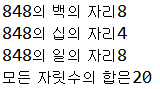 848의 백의 자리8
848의 십의 자리4
848의 일의 자리8
모든 자릿수의 합은20